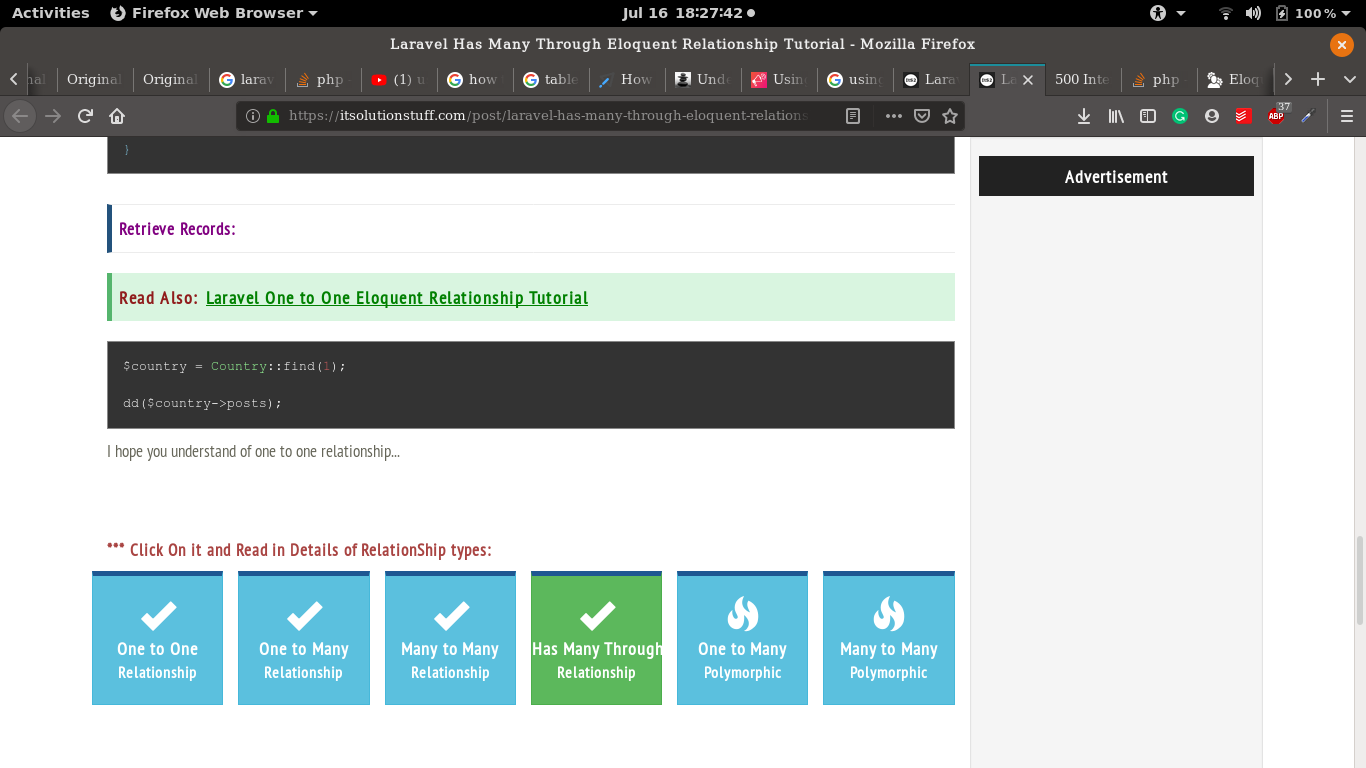 Activities Firefox Web Browser Jul 16 18:27:42 100 %
Laravel Has Many Through Eloquent Relationship Tutorial - Mozilla Firefox
Original Original larav php (1) u how table How Unde Using using Larav La 500 Inte php Eloq
https://itsolutionstuff.com/post/laravel-has-many-through-eloquent-relations 37 ABP
}
Advertisement
Retrieve Records:
Read Also: Laravel One to One Eloquent Relationship Tutorial
$country = Country::find(1);
dd($country->posts);
I hope you understand of one to one relationship...
*** Click On it and Read in Details of RelationShip types:
One to One
Relationship
One to Many
Relationship
Many to Many
Relationship
Has Many Through
Relationship
One to Many
Polymorphic
Many to Many
Polymorphic